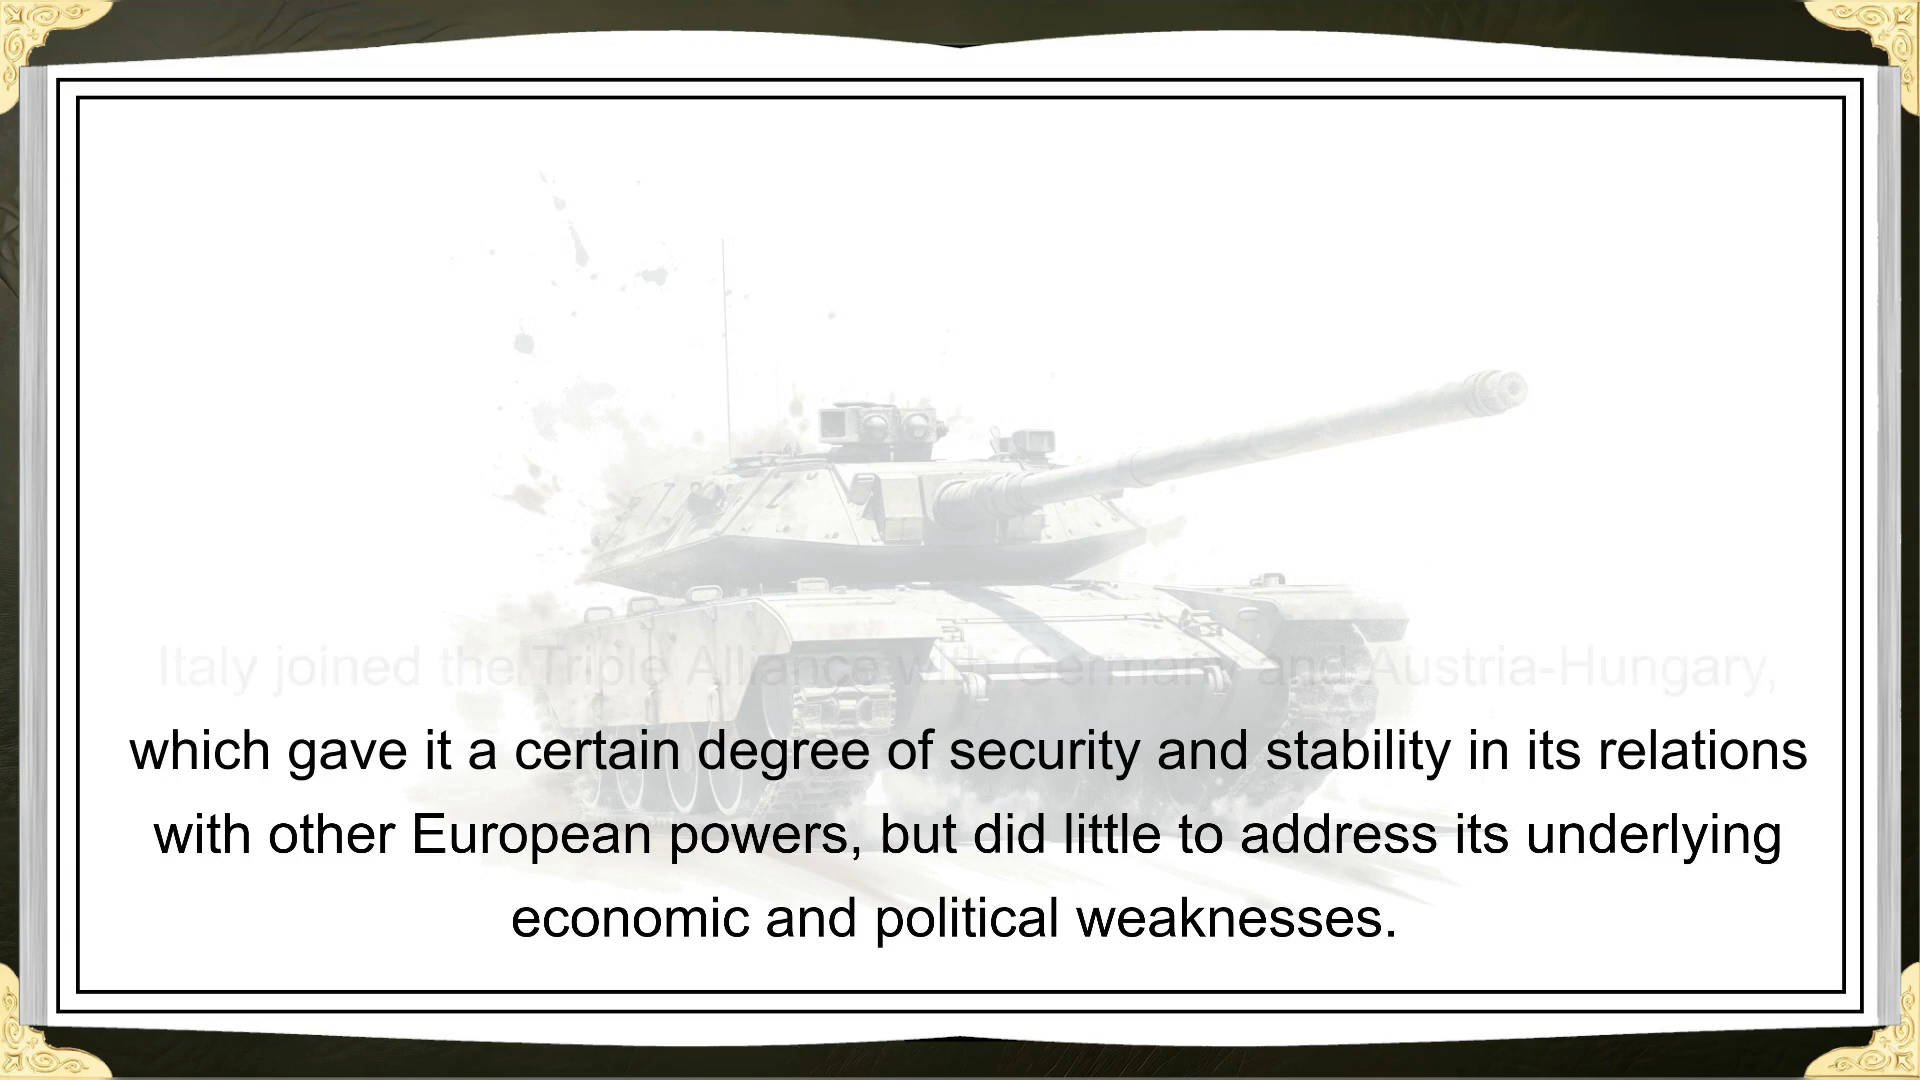 Italy joined the Triple Alliance with Germany and Austria-Hungary,
which gave it a certain degree of security and stability in its relations
with other European powers, but did little to address its underlying
economic and political weaknesses.